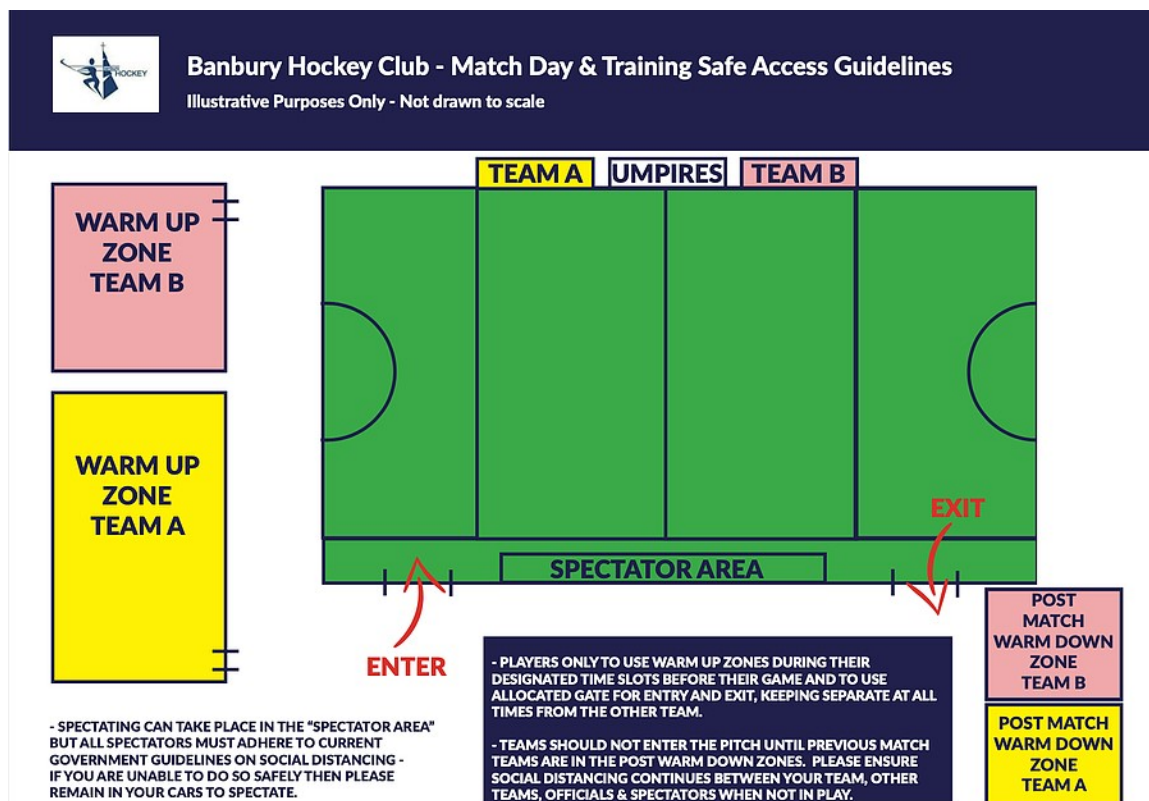 HOCKEY
Banbury Hockey Club - Match Day & Training Safe Access Guidelines
Illustrative Purposes Only - Not drawn to scale
TEAM A
UMPIRES
TEAM B
WARM UP
ZONE
TEAM B
WARM UP
ZONE
TEAM A
EXIT
SPECTATOR AREA
ENTER
POST
MATCH
WARM DOWN
ZONE
TEAM B
POST MATCH
WARM DOWN
ZONE
TEAM A
- SPECTATING CAN TAKE PLACE IN THE “SPECTATOR AREA”
BUT ALL SPECTATORS MUST ADHERE TO CURRENT
GOVERNMENT GUIDELINES ON SOCIAL DISTANCING -
IF YOU ARE UNABLE TO DO SO SAFELY THEN PLEASE
REMAIN IN YOUR CARS TO SPECTATE.
- PLAYERS ONLY TO USE WARM UP ZONES DURING THEIR
DESIGNATED TIME SLOTS BEFORE THEIR GAME AND TO USE
ALLOCATED GATE FOR ENTRY AND EXIT, KEEPING SEPARATE AT ALL
TIMES FROM THE OTHER TEAM.
- TEAMS SHOULD NOT ENTER THE PITCH UNTIL PREVIOUS MATCH
TEAMS ARE IN THE POST WARM DOWN ZONES. PLEASE ENSURE
SOCIAL DISTANCING CONTINUES BETWEEN YOUR TEAM, OTHER
TEAMS, OFFICIALS & SPECTATORS WHEN NOT IN PLAY.